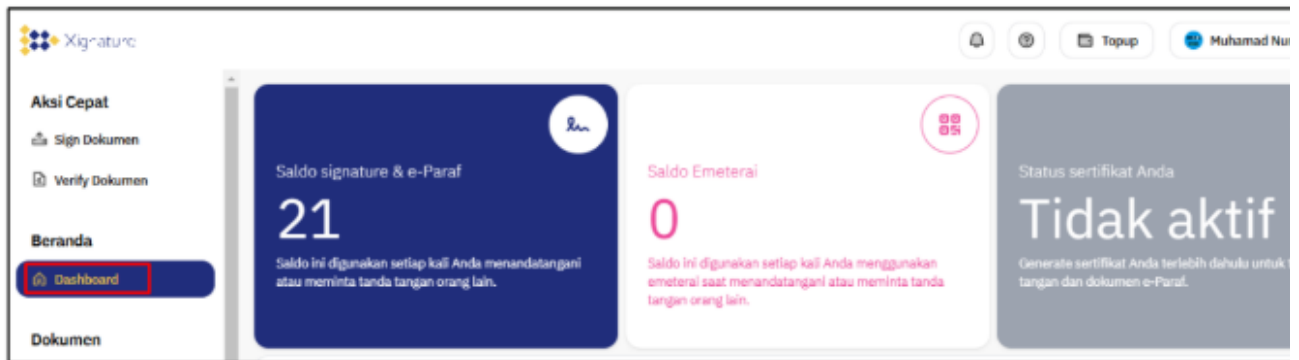 Xignature
Topup
Muhamad Nur
Aksi Cepat
Sign Dokumen
Verify Dokumen
Beranda
Dashboard
Dokumen
Saldo signature & e-Paraf
21
Saldo ini digunakan setiap kali Anda menandatangani
atau meminta tanda tangan orang lain.
Saldo Emeterai
0
Saldo ini digunakan setiap kali Anda menggunakan
emeterai saat menandatangani atau meminta tanda
tangan orang lain.
Status sertifikat Anda
Tidak aktif
Generate sertifikat Anda terlebih dahulu untuk
tangan dan dokumen e-Paraf.